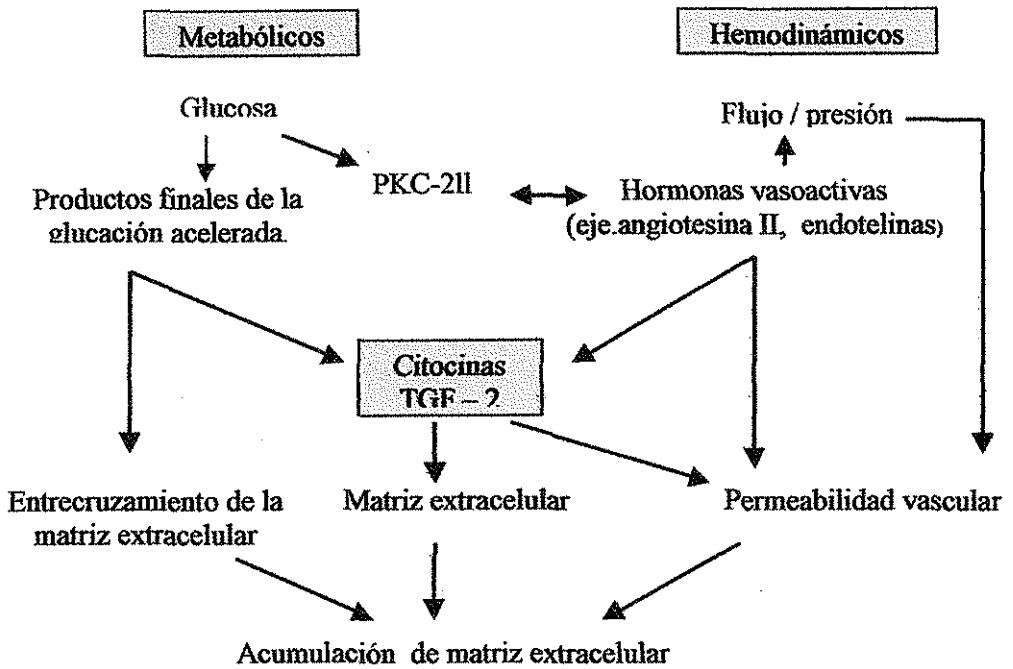 Metabólicos
Hemodinámicos
Glucosa
Flujo / presión
PKC-2ll
Productos finales de la
glucación acelerada.
Hormonas vasoactivas
(eje.angiotesina II, endotelinas)
Citocinas
TGF – 2
Entrecruzamiento de la
matriz extracelular
Matriz extracelular
Permeabilidad vascular
Acumulación de matriz extracelular